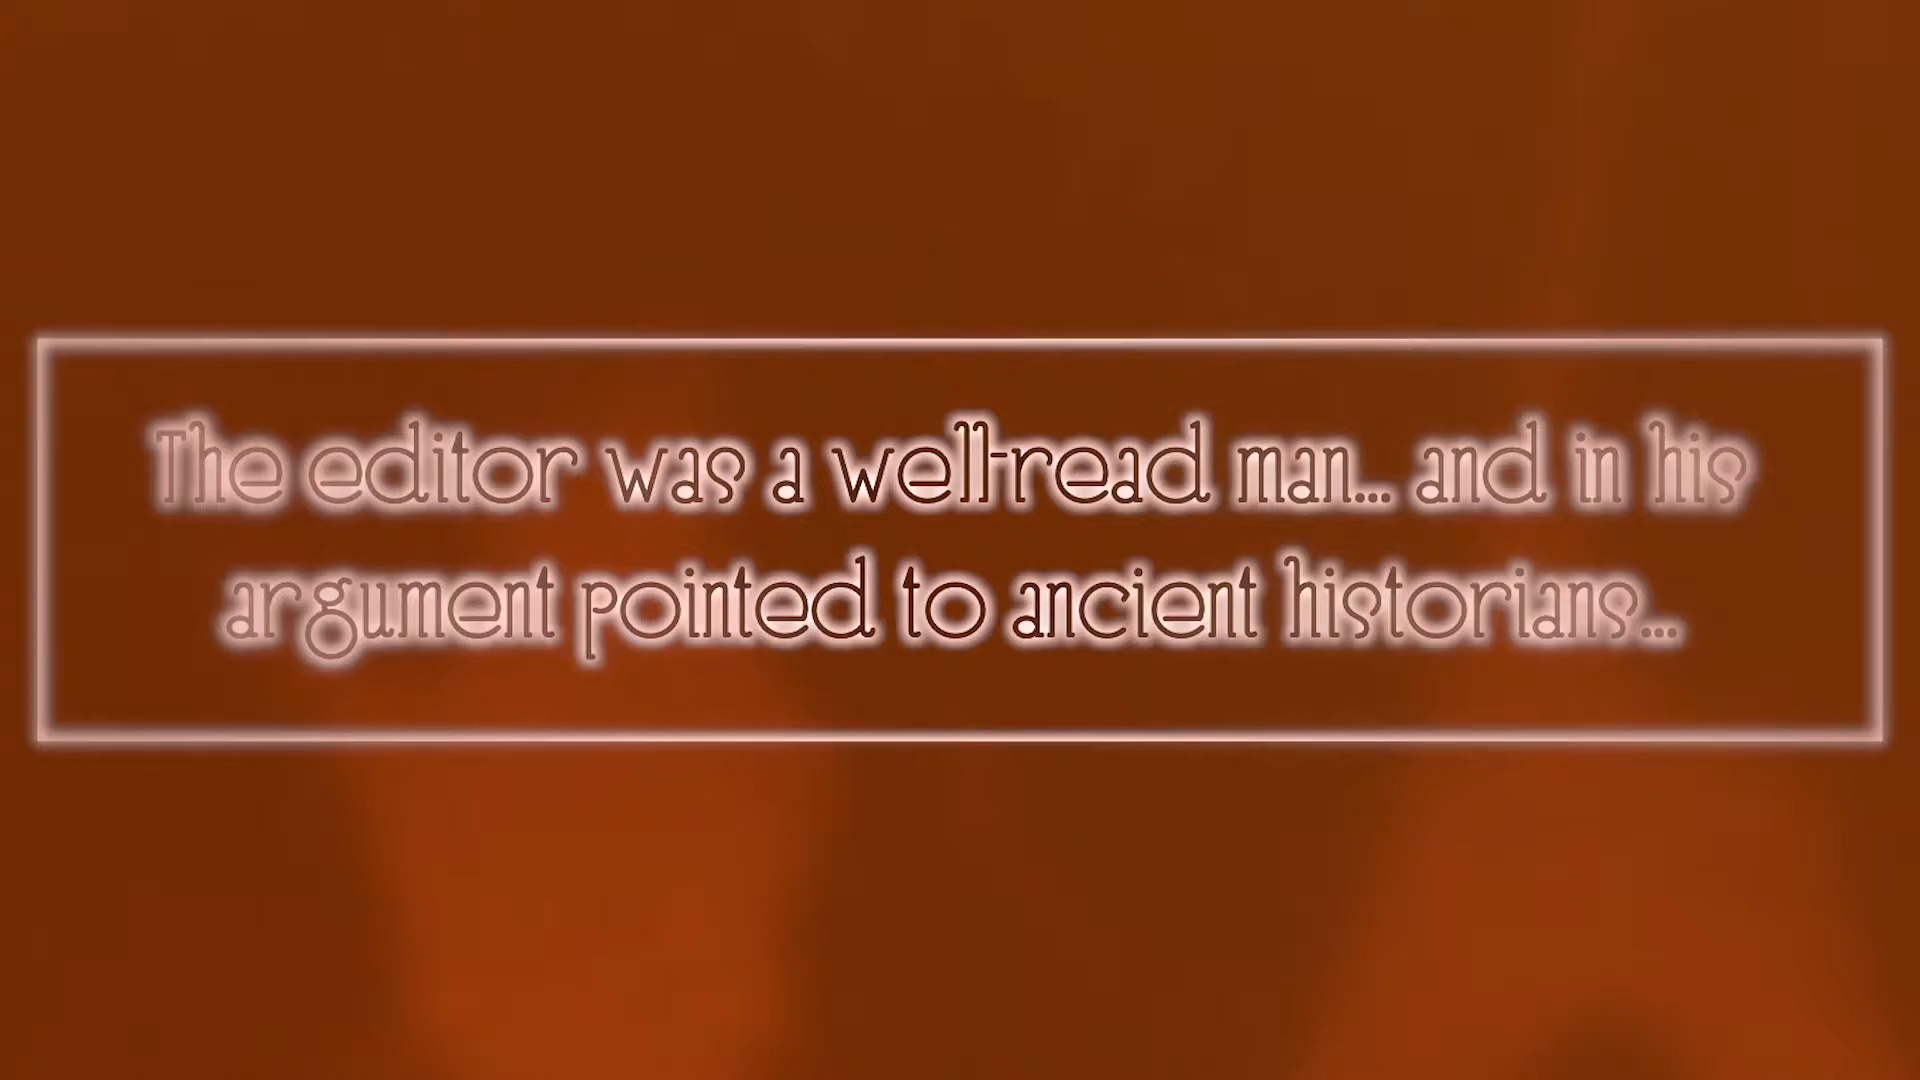 The editor was a well-read man... and in his
argument pointed to ancient historians...